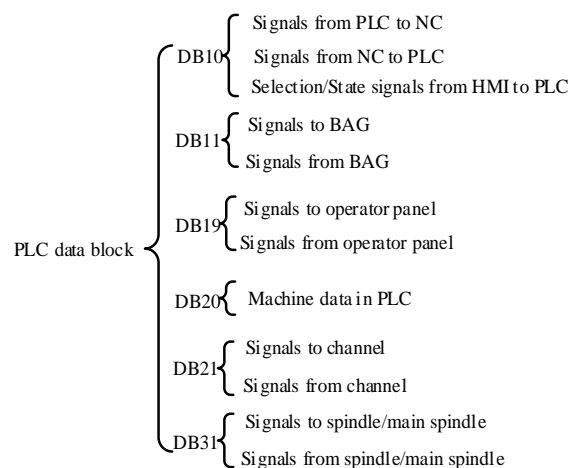 PLC data block
DB10
Signals from PLC to NC
Signals from NC to PLC
Selection/State signals from HMI to PLC
DB11
Signals to BAG
Signals from BAG
DB19
Signals to operator panel
Signals from operator panel
DB20
Machine data in PLC
DB21
Signals to channel
Signals from channel
DB31
Signals to spindle/main spindle
Signals from spindle/main spindle